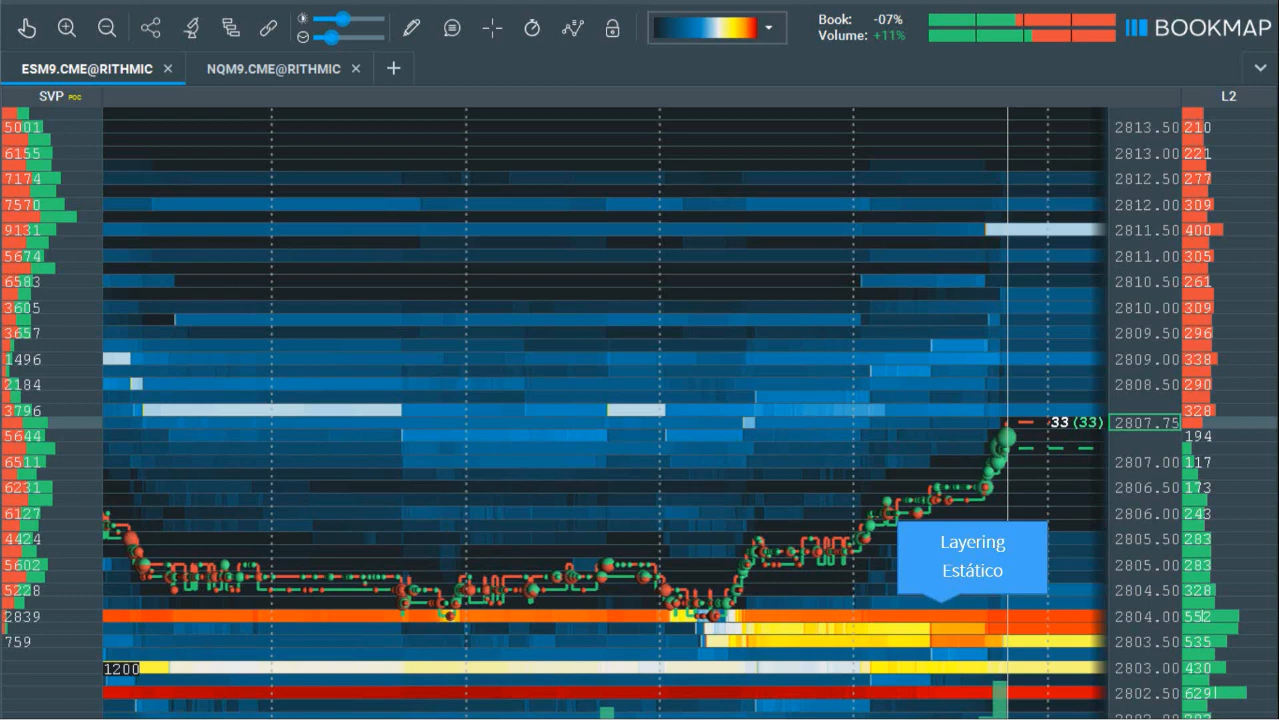 Book: -07%
Volume: +11%
BOOKMAP
ESM9.CME@RITHMIC
NQM9.CME@RITHMIC
SVP POC
L2
5001 2813.50 210
6155 2813.00 221
7174 2812.50 277
7570 2812.00 309
9131 2811.50 400
5674 2811.00 305
6583 2810.50 261
3605 2810.00 309
3657 2809.50 296
1496 2809.00 338
2184 2808.50 290
3796 328
33 (33) 2807.75
5644 194
6511 2807.00 117
6231 2806.50 173
6127 2806.00 243
4424 2805.50 283
5602 2805.00 283
5228 2804.50 328
Layering
Estático
2839 2804.00 552
759 2803.50 535
1200 2803.00 430
2802.50 629